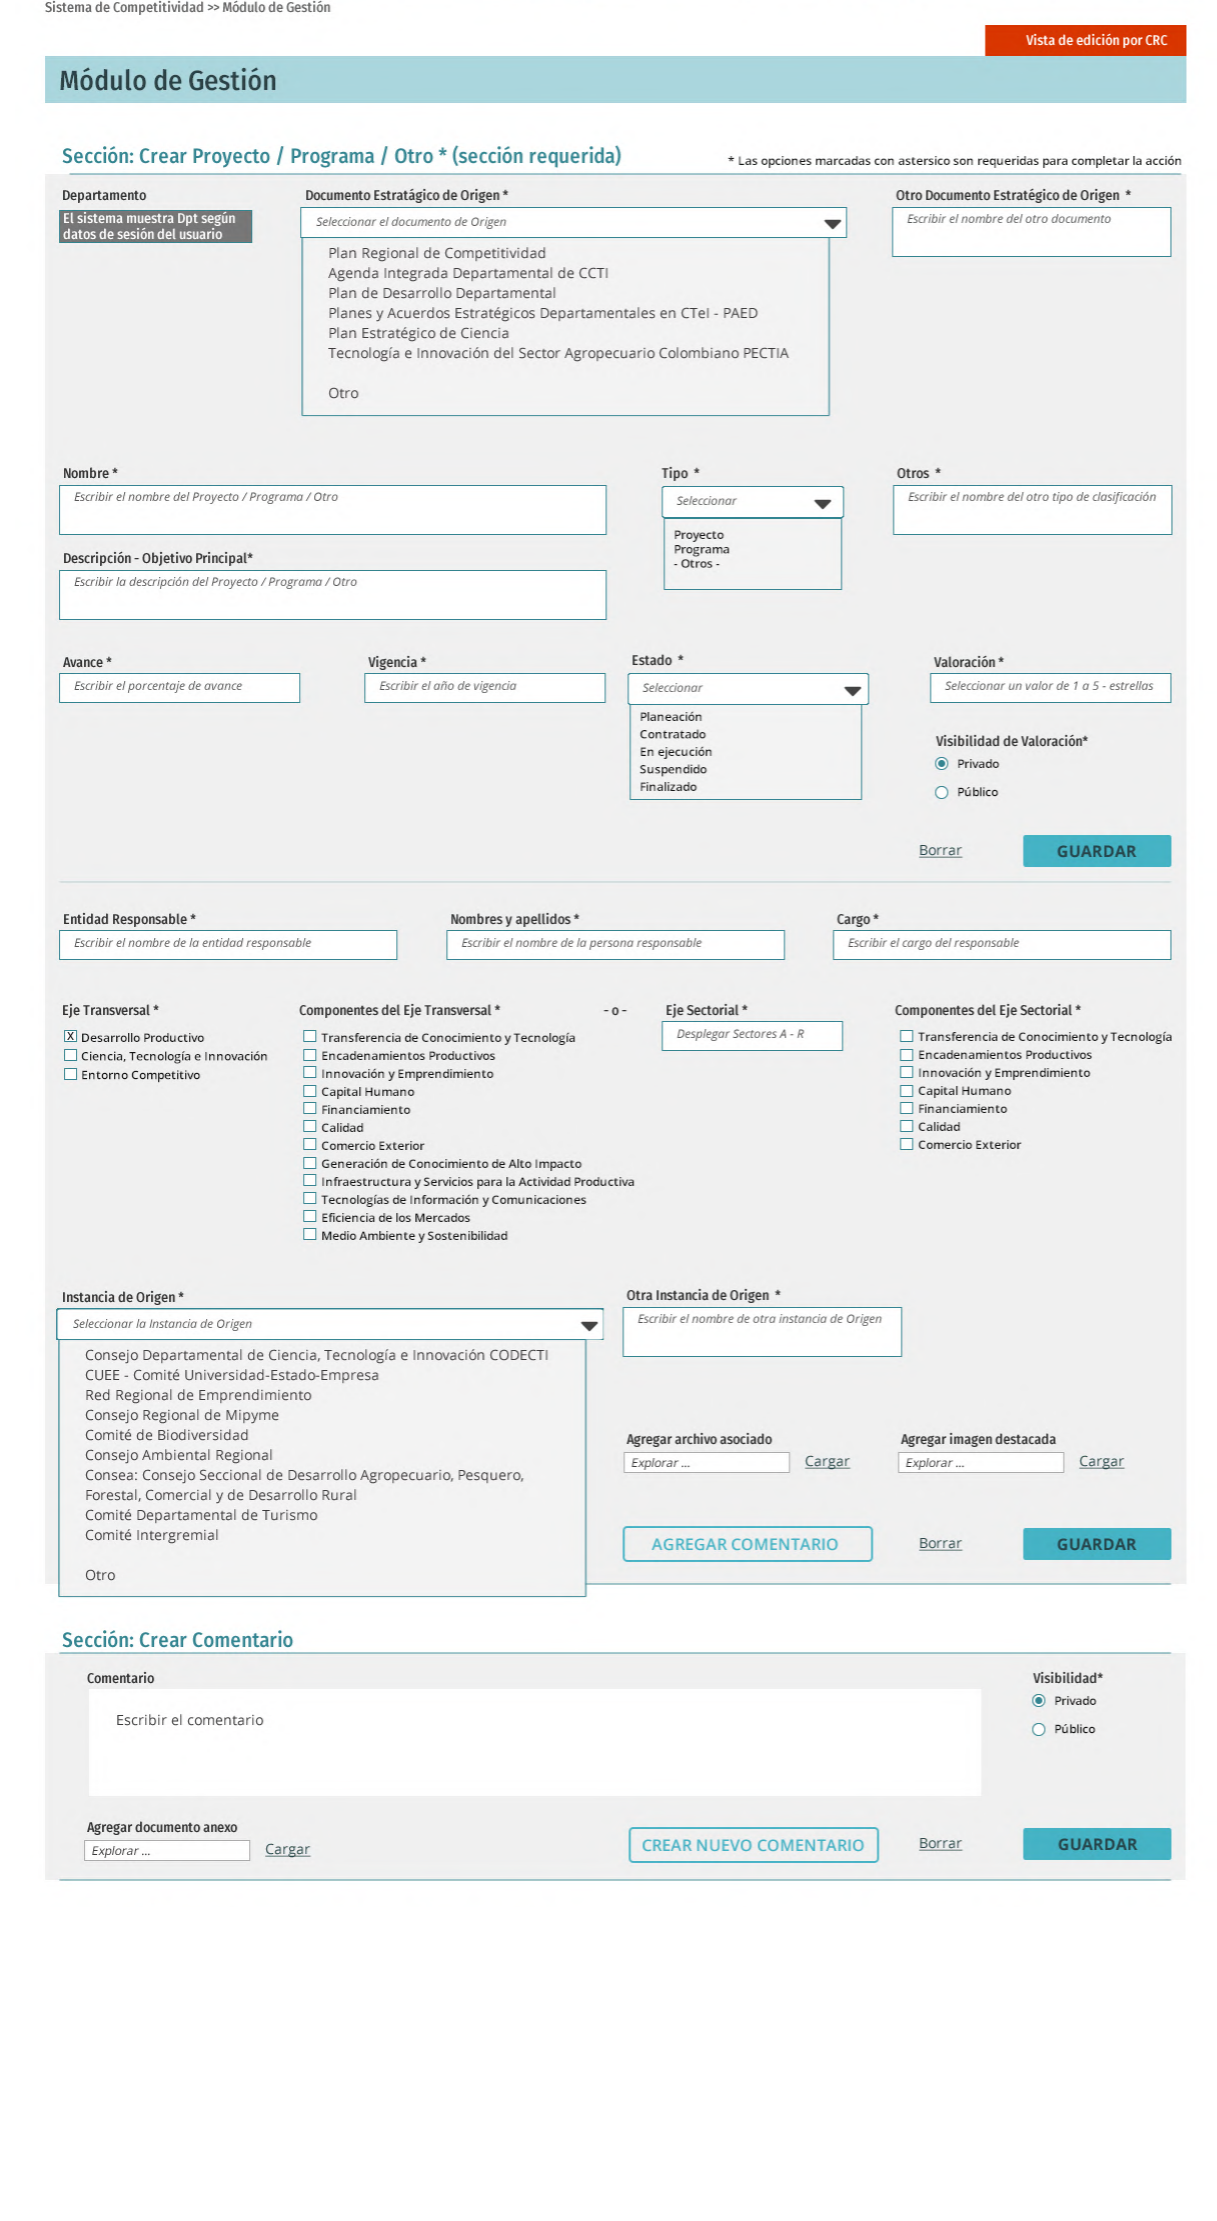 Sistema de Competitividad >> Módulo de Gestión
Vista de edición por CRC
Módulo de Gestión
Sección: Crear Proyecto / Programa / Otro * (sección requerida)
* Las opciones marcadas con astersico son requeridas para completar la acción
Departamento
El sistema muestra Dpt según
datos de sesión del usuario
Documento Estratágico de Origen *
Seleccionar el documento de Origen
Plan Regional de Competitividad
Agenda Integrada Departamental de CCTI
Plan de Desarrollo Departamental
Planes y Acuerdos Estratégicos Departamentales en CTeI - PAED
Plan Estratégico de Ciencia
Tecnología e Innovación del Sector Agropecuario Colombiano PECTIA
Otro
Otro Documento Estratégico de Origen *
Escribir el nombre del otro documento
Nombre *
Escribir el nombre del Proyecto / Programa / Otro
Tipo *
Seleccionar
Proyecto
Programa
- Otros -
Otros *
Escribir el nombre del otro tipo de clasificación
Descripción - Objetivo Principal*
Escribir la descripción del Proyecto / Programa / Otro
Avance *
Escribir el porcentaje de avance
Vigencia *
Escribir el año de vigencia
Estado *
Seleccionar
Planeación
Contratado
En ejecución
Suspendido
Finalizado
Valoración *
Seleccionar un valor de 1 a 5 - estrellas
Visibilidad de Valoración*
Privado
Público
Borrar
GUARDAR
Entidad Responsable *
Escribir el nombre de la entidad responsable
Nombres y apellidos *
Escribir el nombre de la persona responsable
Cargo *
Escribir el cargo del responsable
Eje Transversal *
X Desarrollo Productivo
Ciencia, Tecnología e Innovación
Entorno Competitivo
Componentes del Eje Transversal *
Transferencia de Conocimiento y Tecnología
Encadenamientos Productivos
Innovación y Emprendimiento
Capital Humano
Financiamiento
Calidad
Comercio Exterior
Generación de Conocimiento de Alto Impacto
Infraestructura y Servicios para la Actividad Productiva
Tecnologías de Información y Comunicaciones
Eficiencia de los Mercados
Medio Ambiente y Sostenibilidad
- o -
Eje Sectorial *
Desplegar Sectores A - R
Componentes del Eje Sectorial *
Transferencia de Conocimiento y Tecnología
Encadenamientos Productivos
Innovación y Emprendimiento
Capital Humano
Financiamiento
Calidad
Comercio Exterior
Instancia de Origen *
Seleccionar la Instancia de Origen
Consejo Departamental de Ciencia, Tecnología e Innovación CODECTI
CUEE - Comité Universidad-Estado-Empresa
Red Regional de Emprendimiento
Consejo Regional de Mipyme
Comité de Biodiversidad
Consejo Ambiental Regional
Consea: Consejo Seccional de Desarrollo Agropecuario, Pesquero,
Forestal, Comercial y de Desarrollo Rural
Comité Departamental de Turismo
Comité Intergremial
Otro
Otra Instancia de Origen *
Escribir el nombre de otra instancia de Origen
Agregar archivo asociado
Explorar ...
Cargar
Agregar imagen destacada
Explorar ...
Cargar
AGREGAR COMENTARIO
Borrar
GUARDAR
Sección: Crear Comentario
Comentario
Escribir el comentario
Visibilidad*
Privado
Público
Agregar documento anexo
Explorar ...
Cargar
CREAR NUEVO COMENTARIO
Borrar
GUARDAR